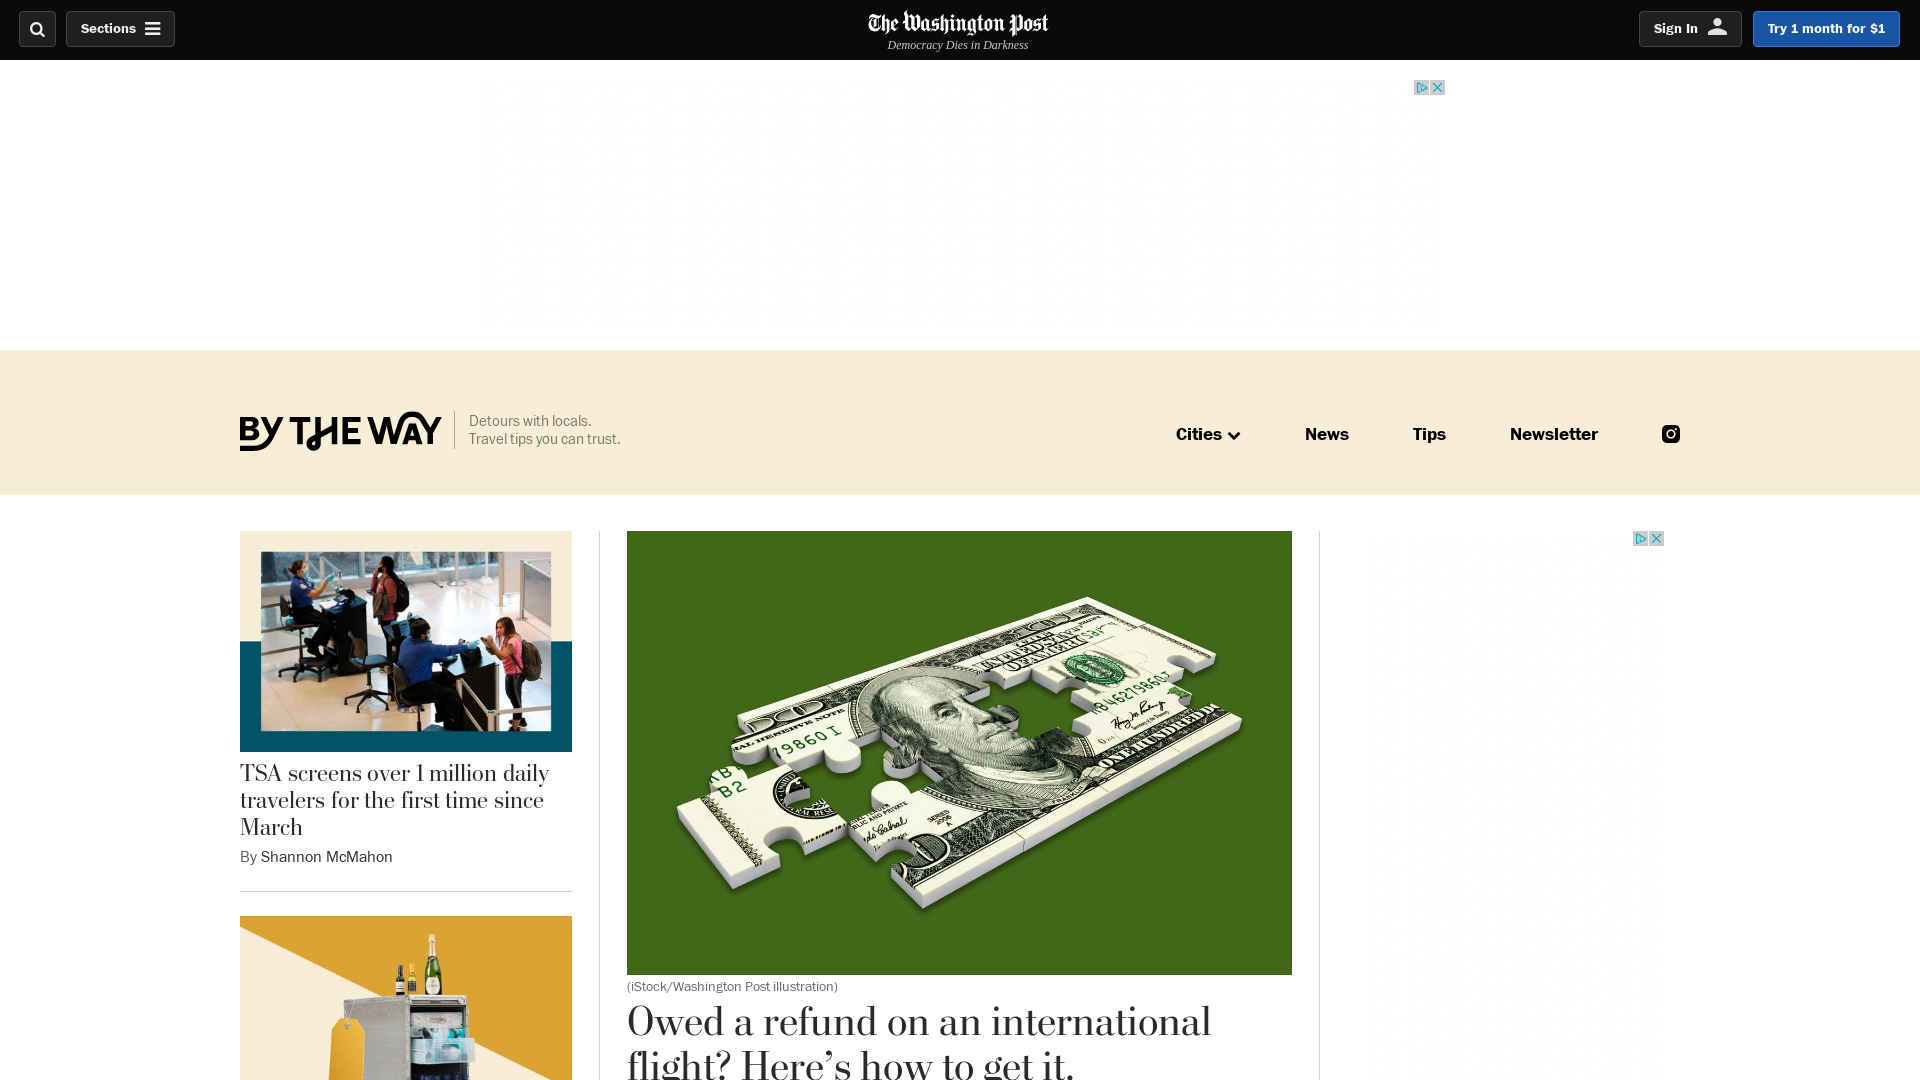 Sections
The Washington Post
Democracy Dies in Darkness
Sign In
Try 1 month for $1
BY THE WAY
Detours with locals.
Travel tips you can trust.
Cities
News
Tips
Newsletter
TSA screens over 1 million daily
travelers for the first time since
March
By Shannon McMahon
(iStock/Washington Post illustration)
Owed a refund on an international
flight? Here’s how to get it.